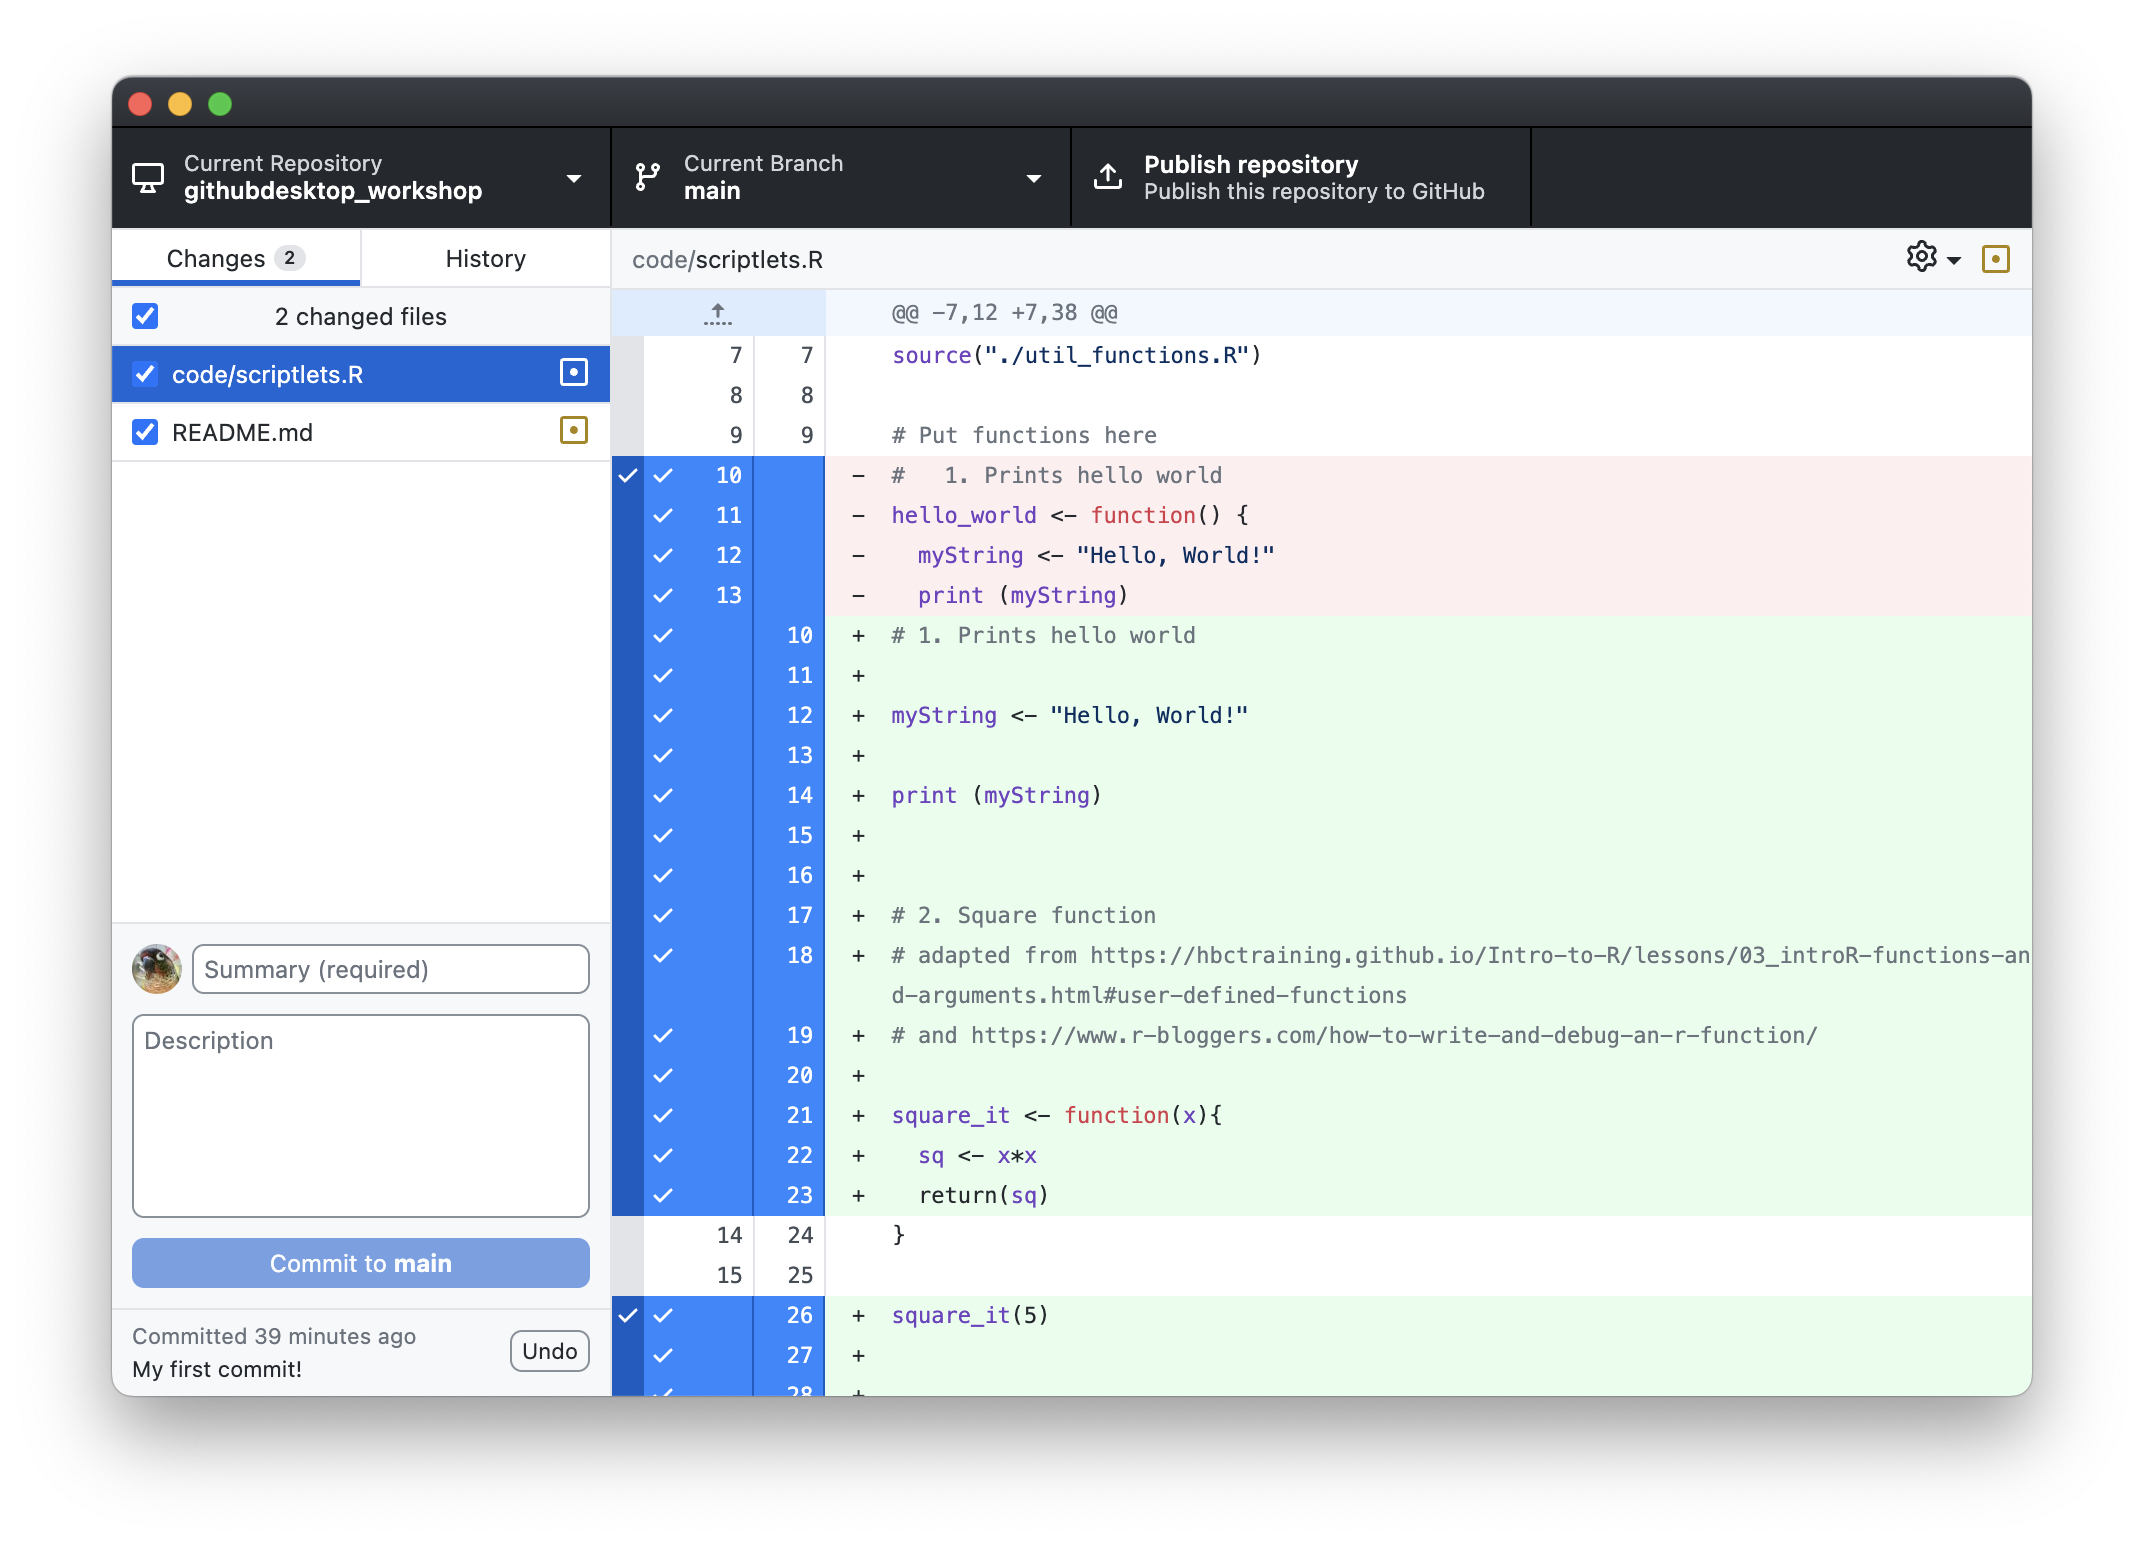 Current Repository
githubdesktop_workshop
Current Branch
main
Publish repository
Publish this repository to GitHub
Changes 2
History
2 changed files
code/scriptlets.R
README.md
Summary (required)
Description
Commit to main
Committed 39 minutes ago
My first commit!
Undo
code/scriptlets.R
@@ -7,12 +7,38 @@
7 7 source("./util_functions.R")
8 8
9 9 # Put functions here
10 - #   1. Prints hello world
11 - hello_world <- function() {
12 -   myString <- "Hello, World!"
13 -   print (myString)
10 + # 1. Prints hello world
11 +
12 + myString <- "Hello, World!"
13 +
14 + print (myString)
15 +
16 +
17 + # 2. Square function
18 + # adapted from https://hbctraining.github.io/Intro-to-R/lessons/03_introR-functions-an
d-arguments.html#user-defined-functions
19 + # and https://www.r-bloggers.com/how-to-write-and-debug-an-r-function/
20 +
21 + square_it <- function(x){
22 +   sq <- x*x
23 +   return(sq)
14 24 }
15 25
26 + square_it(5)
27 +
28 +